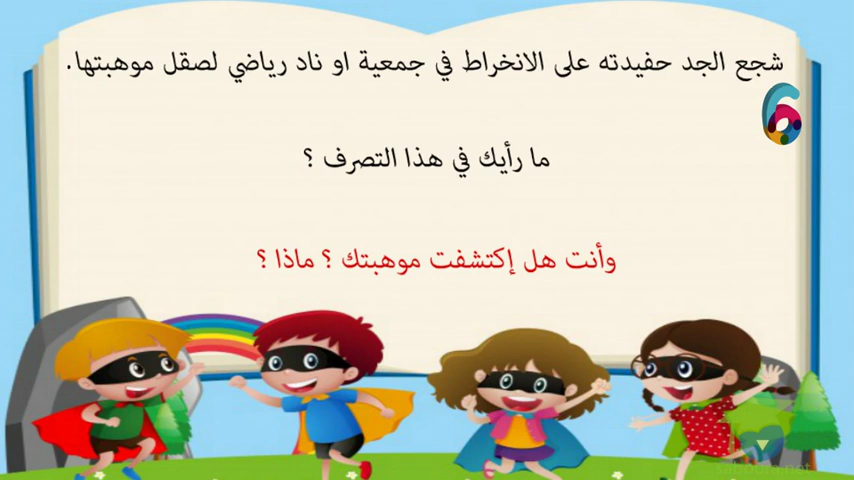 شجع الجد حفيدته على الانخراط في جمعية او ناد رياضي لصقل موهبتها.
6
ما رأيك في هذا التصرف ؟
وأنت هل إكتشفت موهبتك ؟ ماذا ؟